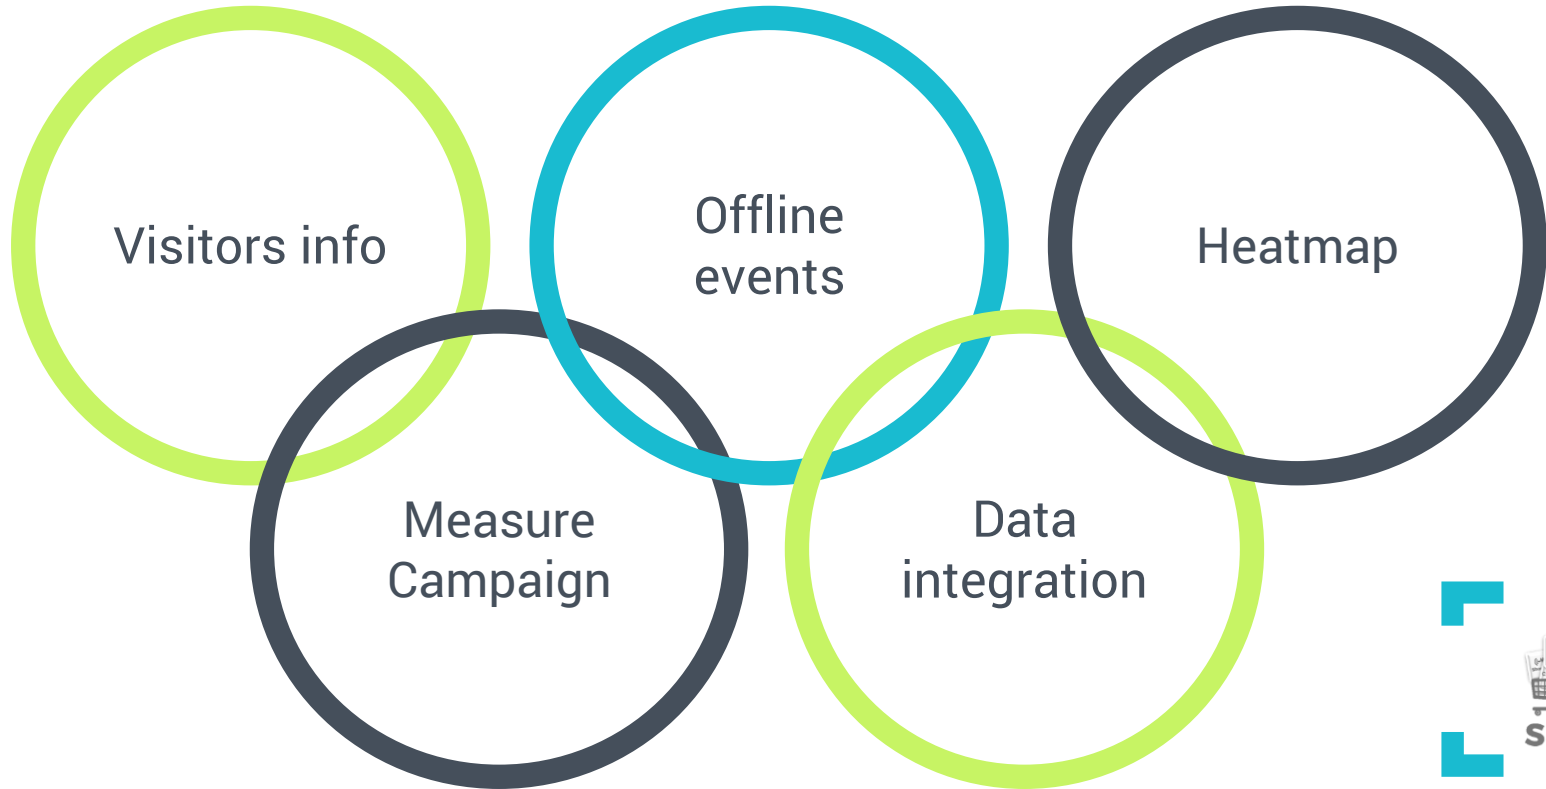 Visitors info
Offline
events
Heatmap
Measure
Campaign
Data
integration